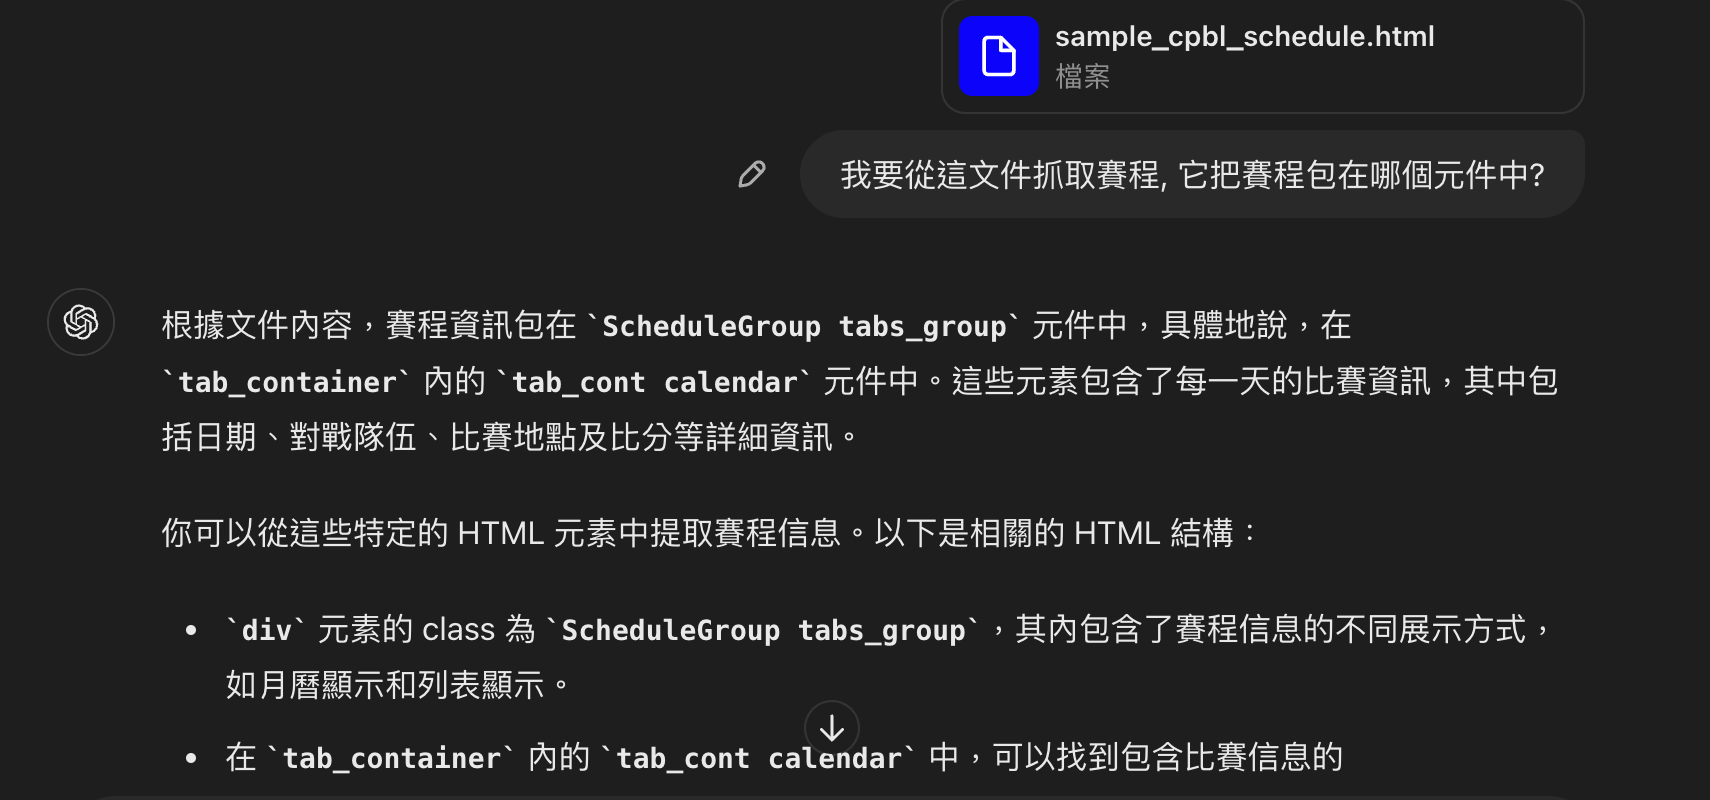 sample_cpbl_schedule.html
檔案
我要從這文件抓取賽程, 它把賽程包在哪個元件中?
根據文件內容，賽程資訊包在 `ScheduleGroup tabs_group` 元件中，具體地說，在
`tab_container` 內的 `tab_cont calendar` 元件中。這些元素包含了每一天的比賽資訊，其中包
括日期、對戰隊伍、比賽地點及比分等詳細資訊。
你可以從這些特定的 HTML 元素中提取賽程信息。以下是相關的 HTML 結構：
• `div` 元素的 class 為 `ScheduleGroup tabs_group`，其內包含了賽程信息的不同展示方式，
如月曆顯示和列表顯示。
• 在 `tab_container` 內的 `tab_cont calendar` 中，可以找到包含比賽信息的